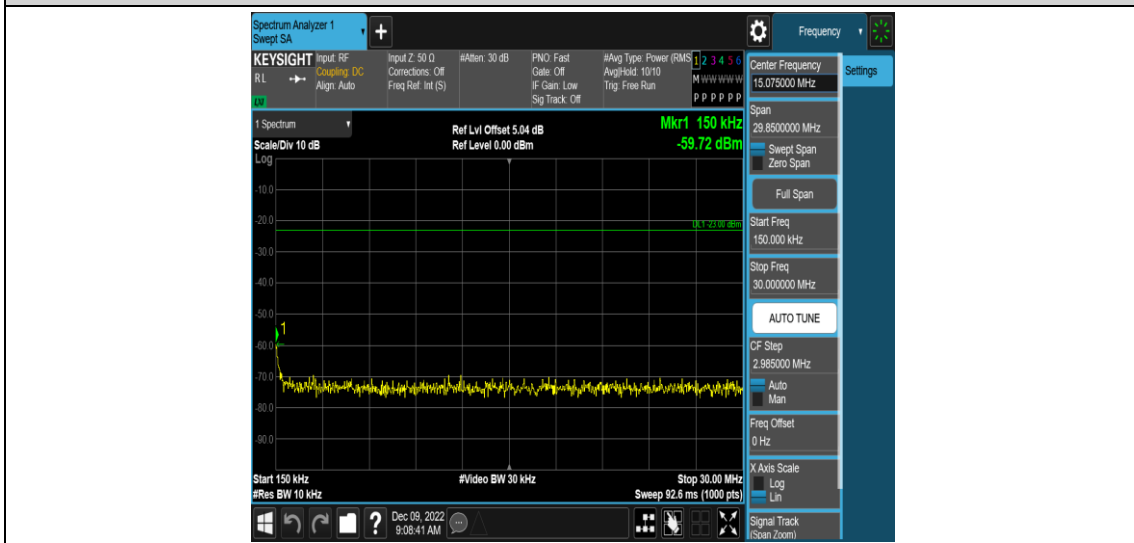 Spectrum Analyzer 1
Swept SA
+
Frequency
KEYSIGHT
RL
Input: RF
Coupling: DC
Align: Auto
Input Z: 50 Ω
Corrections: Off
Freq Ref: Int (S)
#Atten: 30 dB
PNO: Fast
Gate: Off
IF Gain: Low
Sig Track: Off
#Avg Type: Power (RMS
Avg|Hold: 10/10
Trig: Free Run
1 2 3 4 5 6
M W W W W W
P P P P P P
Center Frequency
15.075000 MHz
Settings
Span
29.8500000 MHz
Swept Span
Zero Span
Full Span
Start Freq
150.000 kHz
Stop Freq
30.000000 MHz
AUTO TUNE
CF Step
2.985000 MHz
Auto
Man
Freq Offset
0 Hz
X Axis Scale
Log
Lin
Signal Track
(Span Zoom)
1 Spectrum
Scale/Div 10 dB
Ref Lvl Offset 5.04 dB
Ref Level 0.00 dBm
Mkr1 150 kHz
-59.72 dBm
Log
-10.0
-20.0
DL1 -23.00 dBm
-30.0
-40.0
-50.0
1
-60.0
-70.0
-80.0
-90.0
Start 150 kHz
#Video BW 30 kHz
Stop 30.00 MHz
#Res BW 10 kHz
Sweep 92.6 ms (1000 pts)
?
Dec 09, 2022
9:08:41 AM